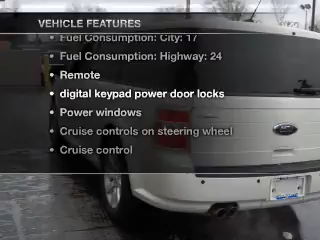 VEHICLE FEATURES
• Fuel Consumption: City: 17
• Fuel Consumption: Highway: 24
• Remote
• digital keypad power door locks
• Power windows
• Cruise controls on steering wheel
• Cruise control
Ford